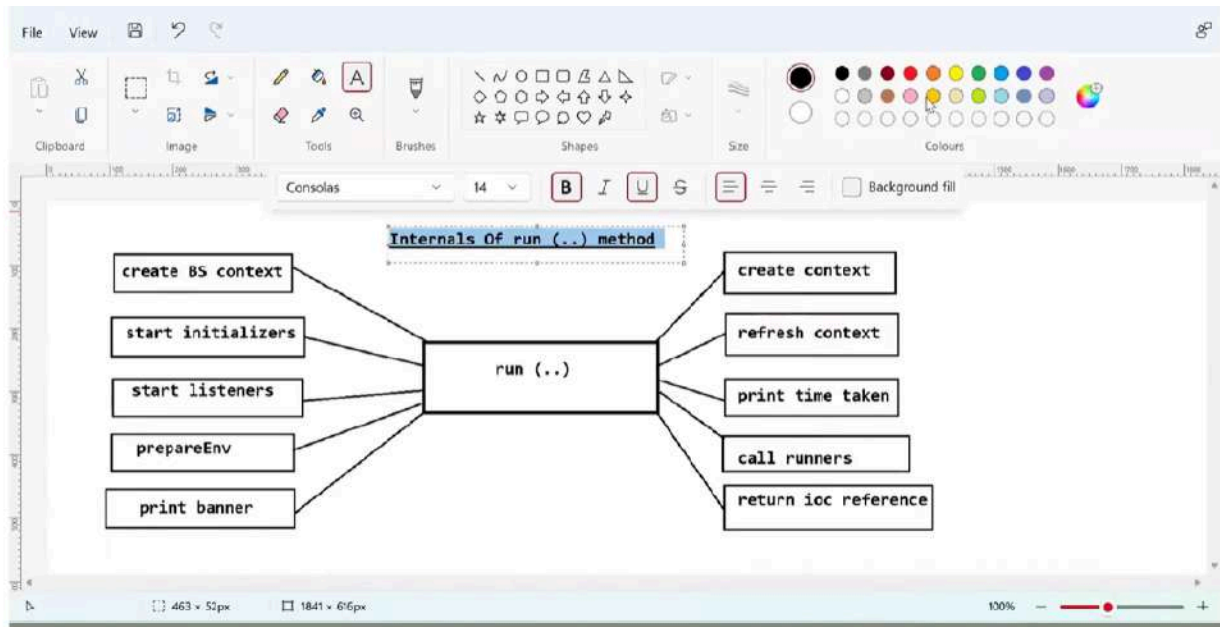 File View
Clipboard Image Tools Brushes Shapes Size Colours
Consolas 14 B I U S Background fill
Internals Of run (..) method
create BS context
start initializers
start listeners
prepareEnv
print banner
run (..)
create context
refresh context
print time taken
call runners
return ioc reference
463 × 52px 1841 × 616px 100%